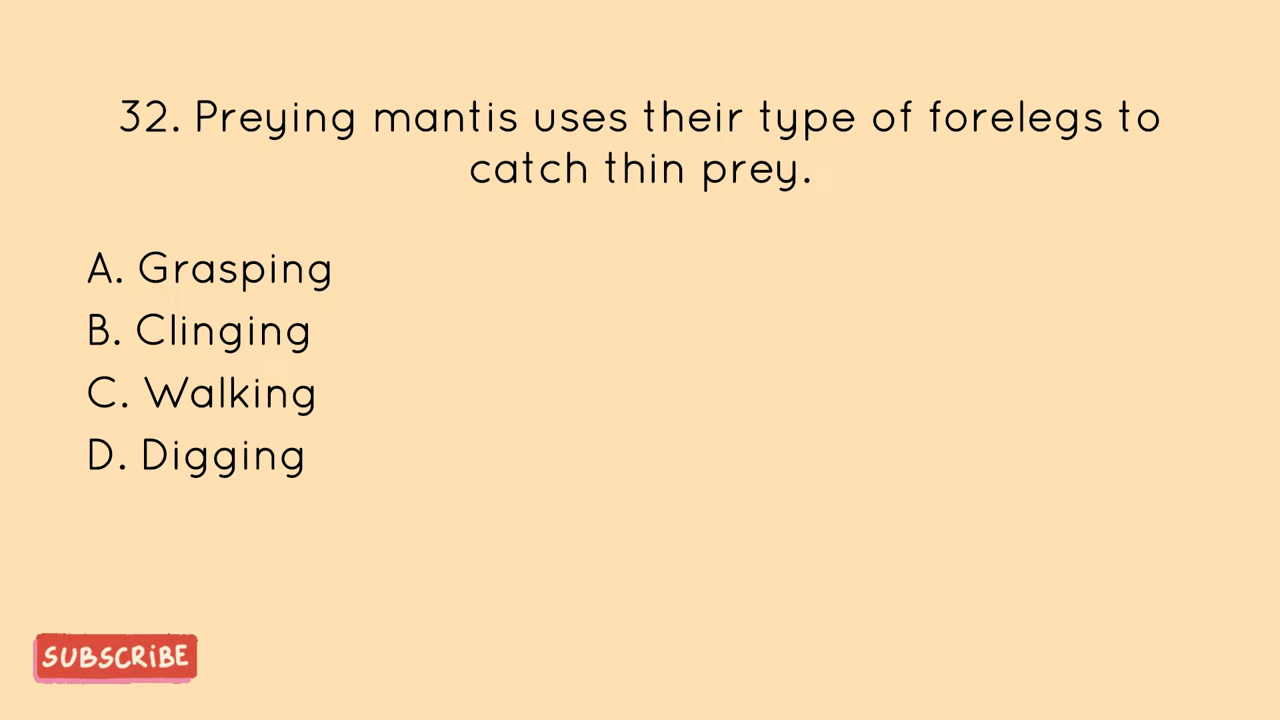 32. Preying mantis uses their type of forelegs to
catch thin prey.
A. Grasping
B. Clinging
C. Walking
D. Digging
SUBSCRiBE